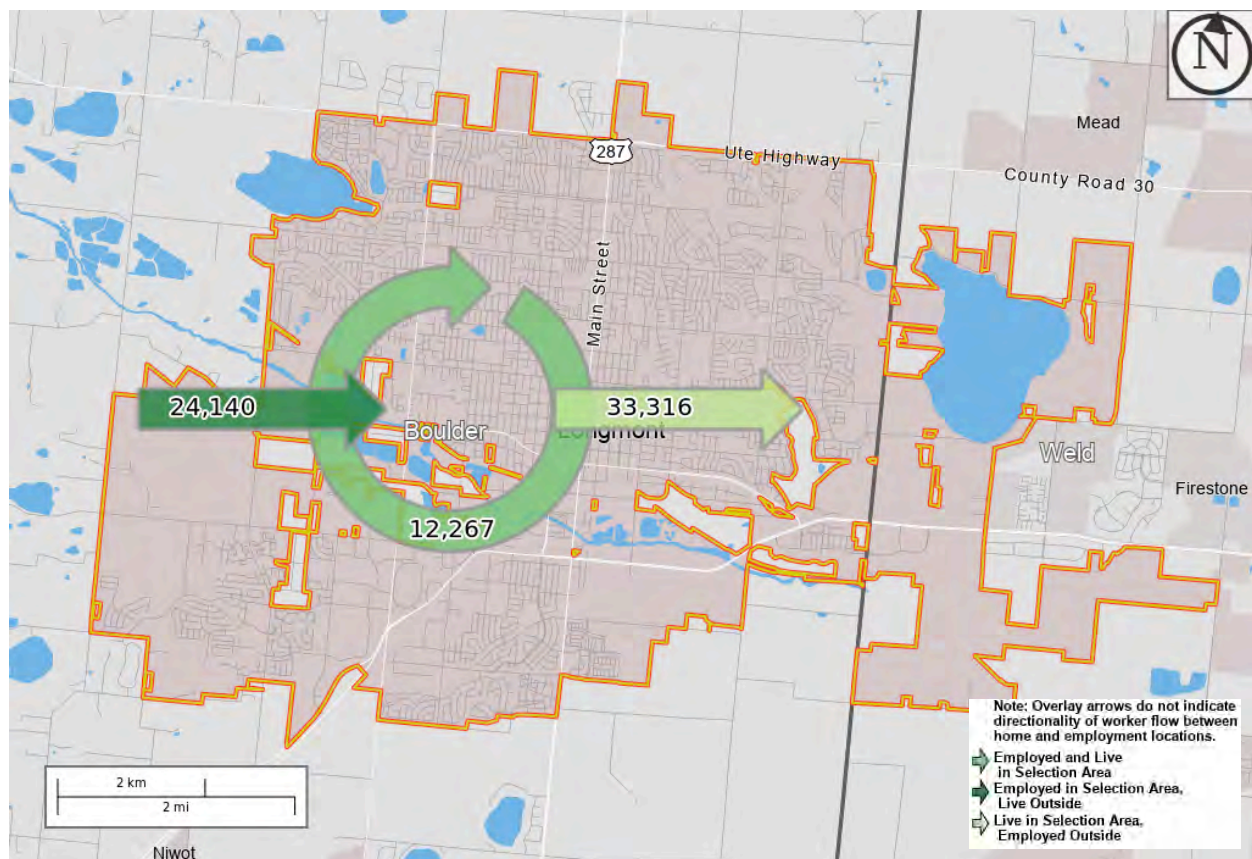 N
Mead
287
Ute Highway
County Road 30
Main Street
24,140
33,316
Boulder
Longmont
Weld
Firestone
12,267
Note: Overlay arrows do not indicate
directionality of worker flow between
home and employment locations.
Employed and Live
in Selection Area
Employed in Selection Area,
Live Outside
Live in Selection Area,
Employed Outside
2 km
2 mi
Niwot